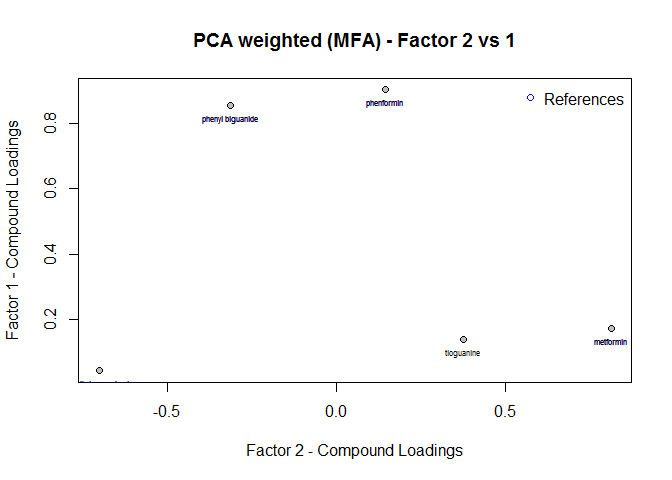 PCA weighted (MFA) - Factor 2 vs 1
References
phenformin
phenyl biguanide
tioguanine
metformin
0.8
0.6
0.4
0.2
Factor 1 - Compound Loadings
-0.5
0.0
0.5
Factor 2 - Compound Loadings